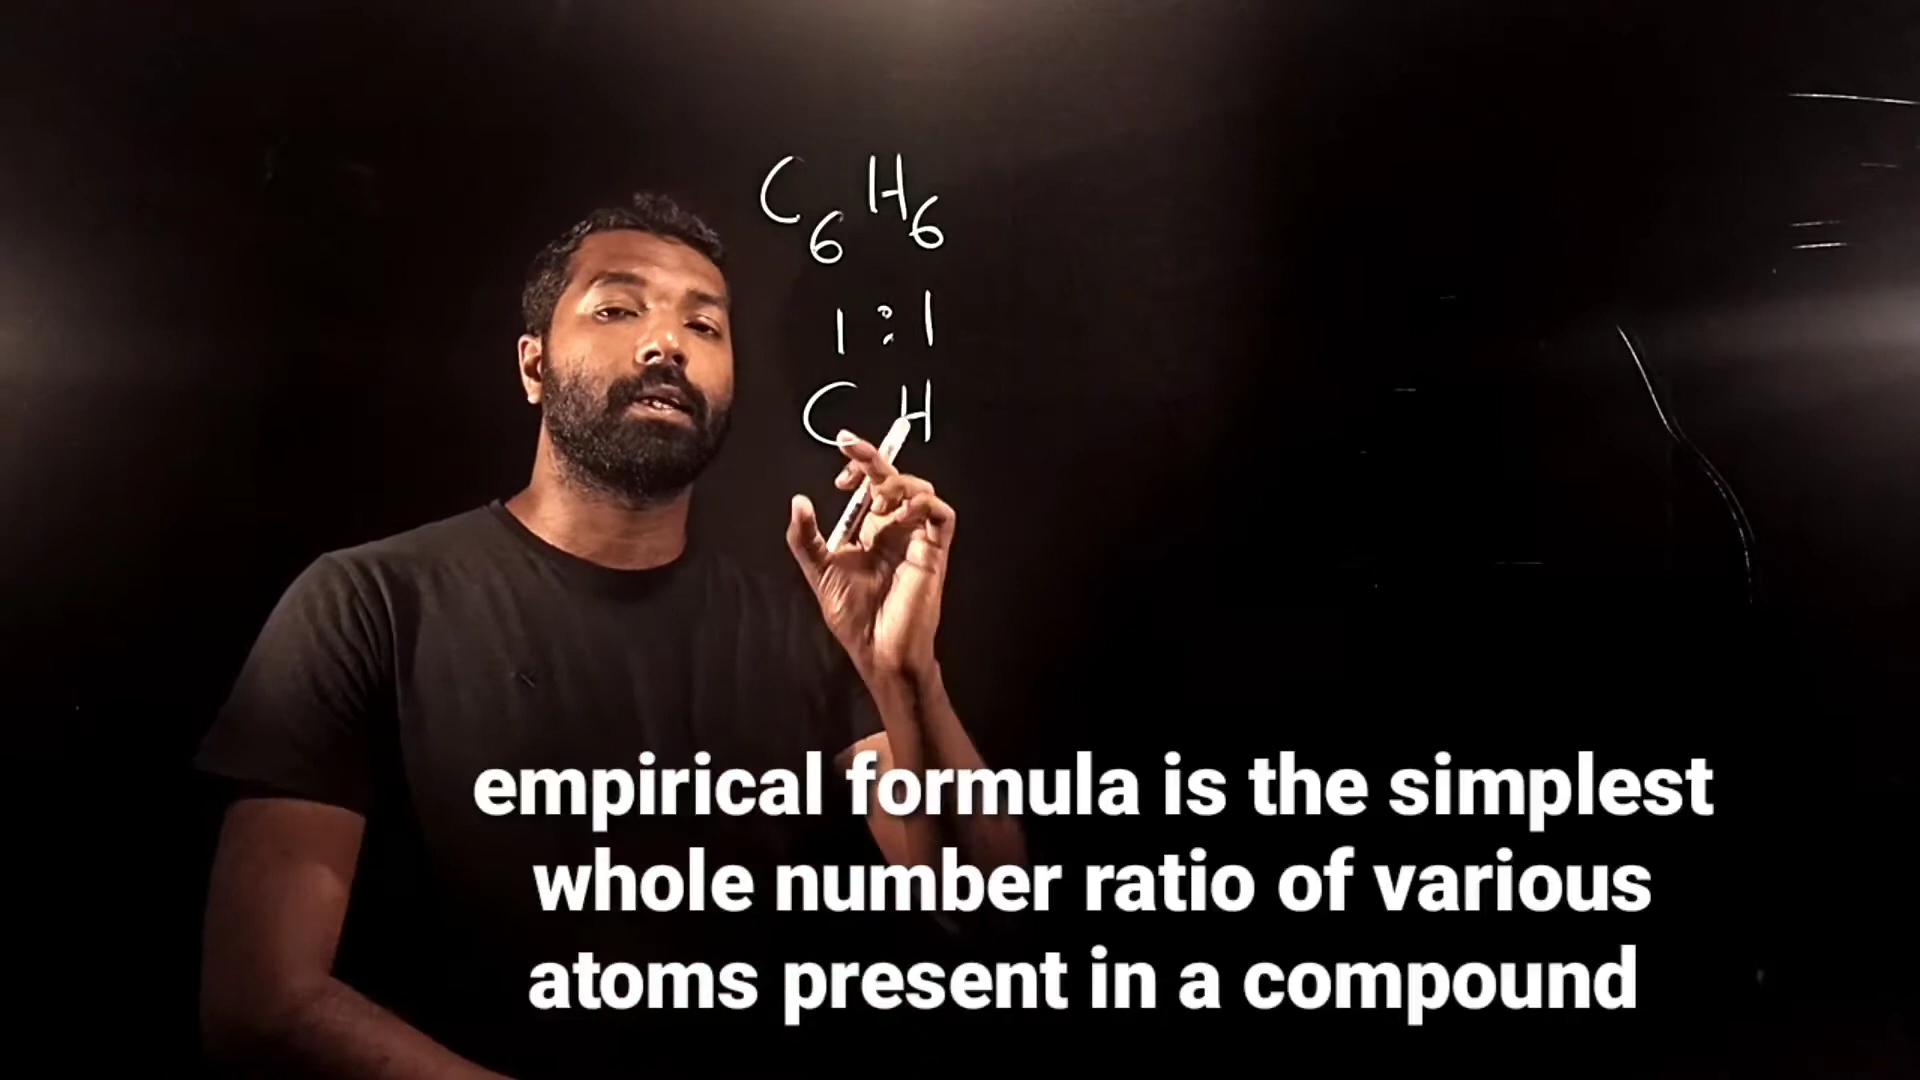 C6H6
1:1
CH
empirical formula is the simplest
whole number ratio of various
atoms present in a compound